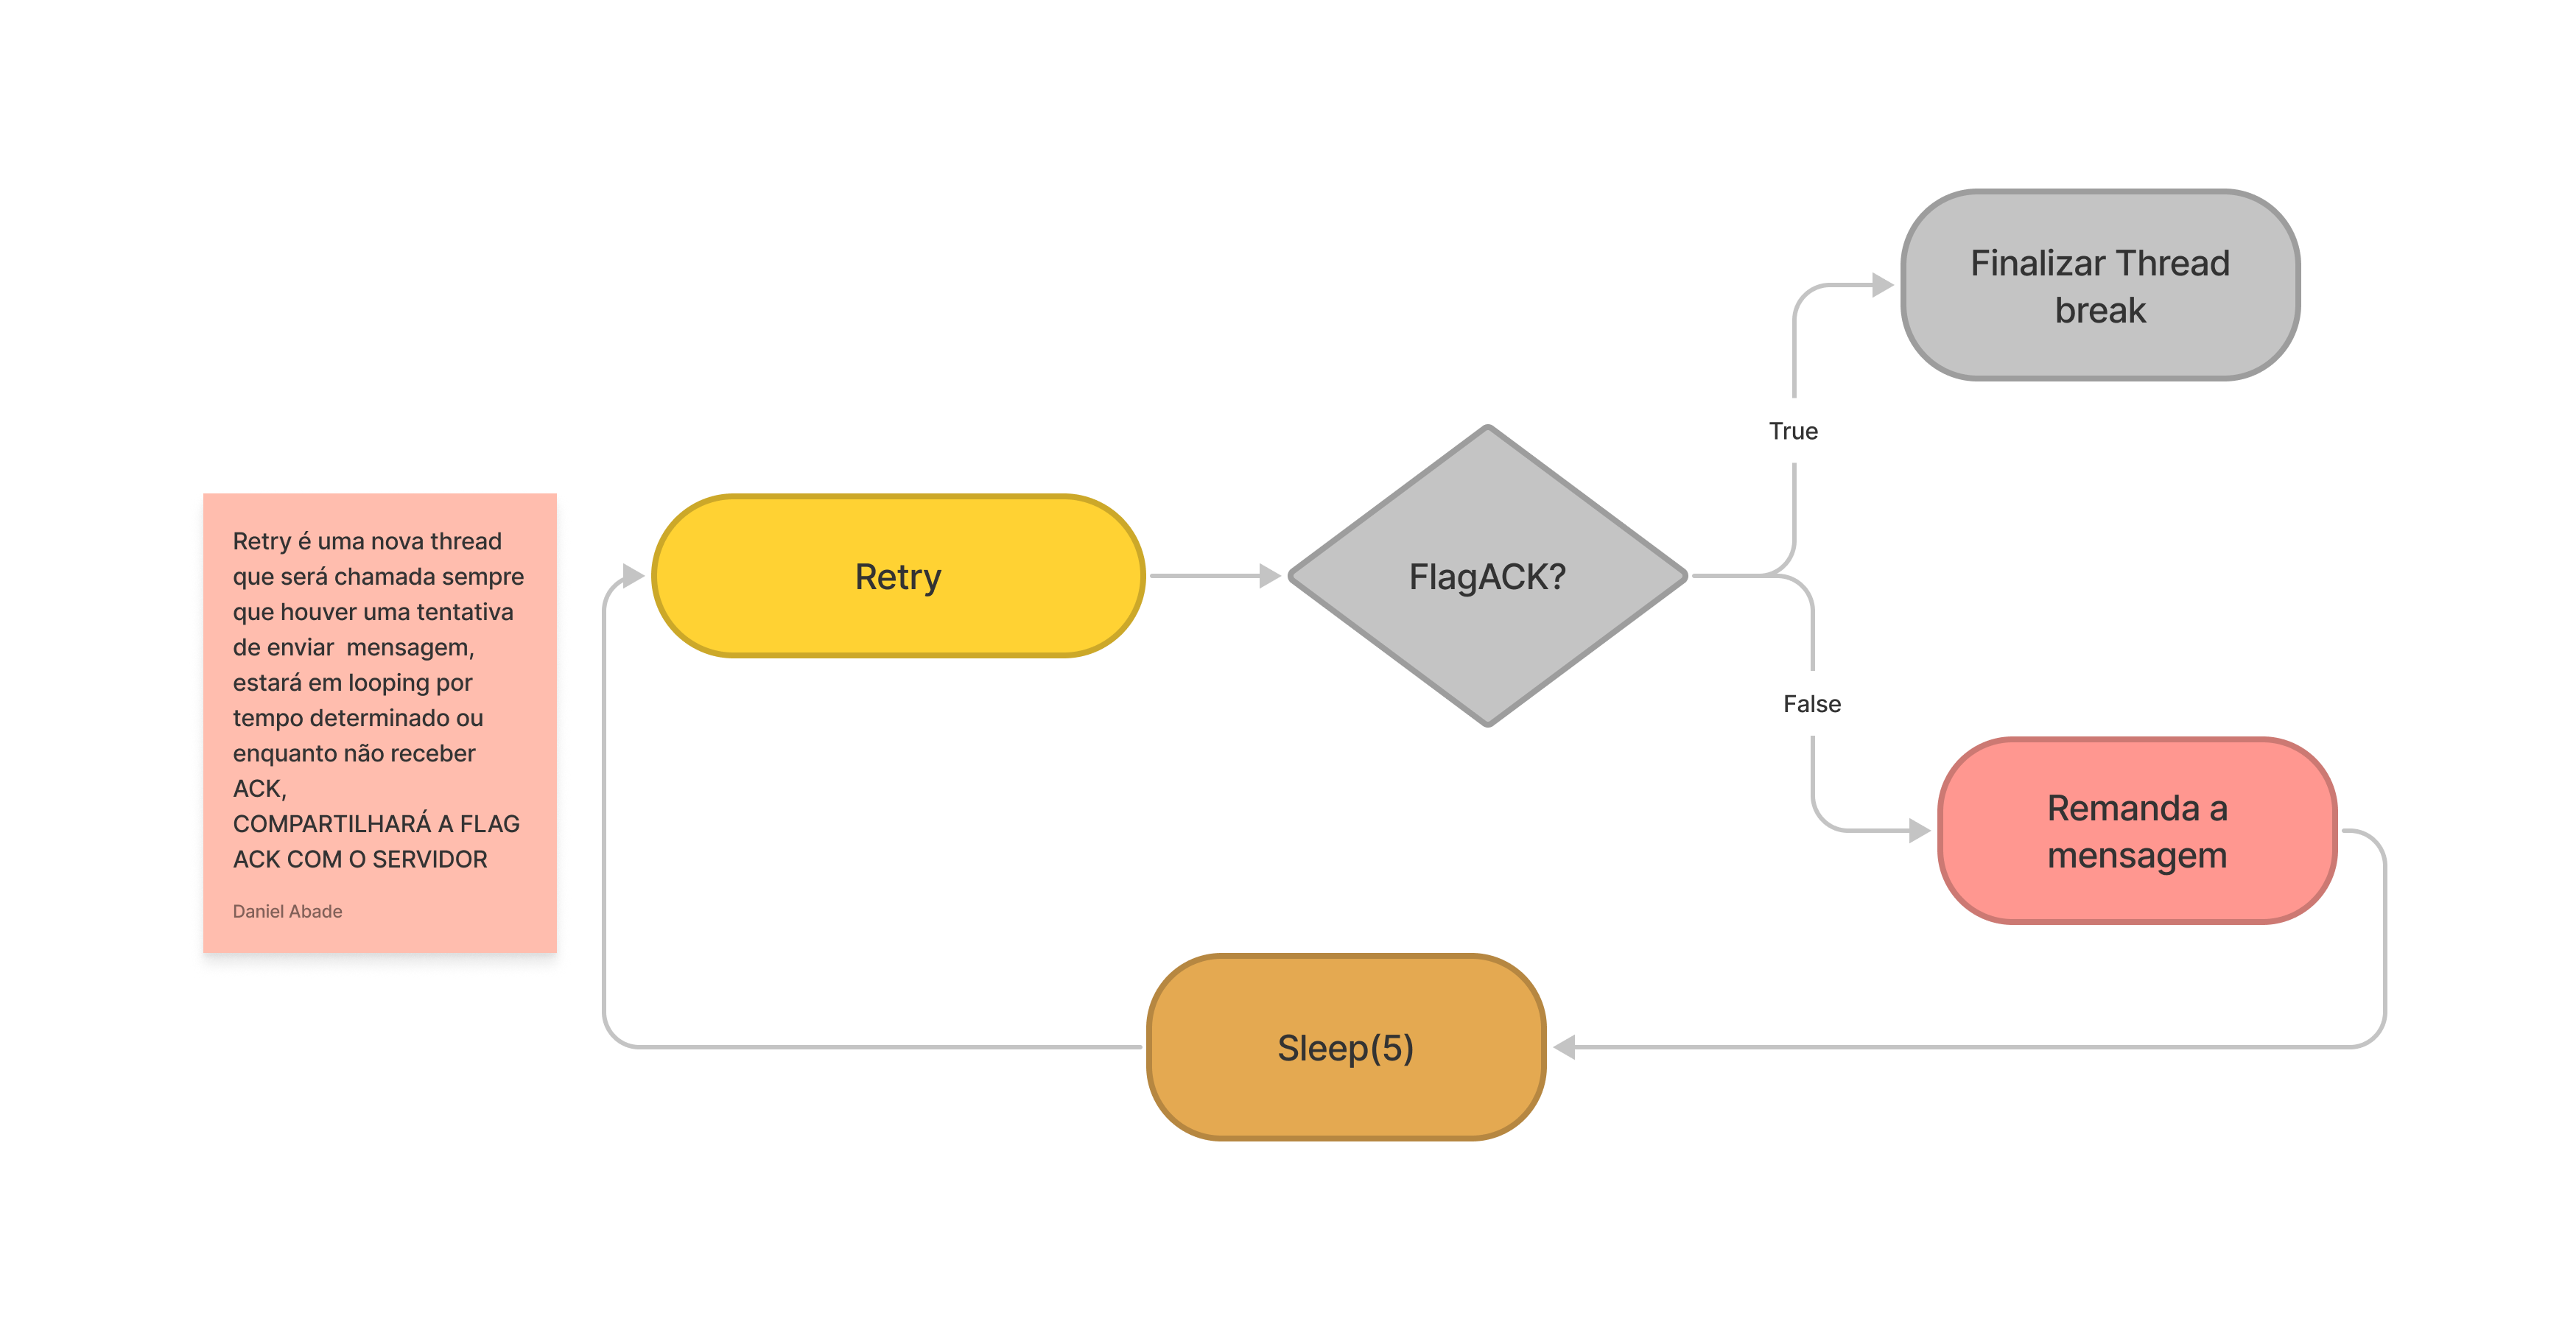 Retry é uma nova thread
que será chamada sempre
que houver uma tentativa
de enviar  mensagem,
estará em looping por
tempo determinado ou
enquanto não receber
ACK,
COMPARTILHARÁ A FLAG
ACK COM O SERVIDOR
Daniel Abade
Retry
FlagACK?
True
Finalizar Thread
break
False
Remanda a
mensagem
Sleep(5)